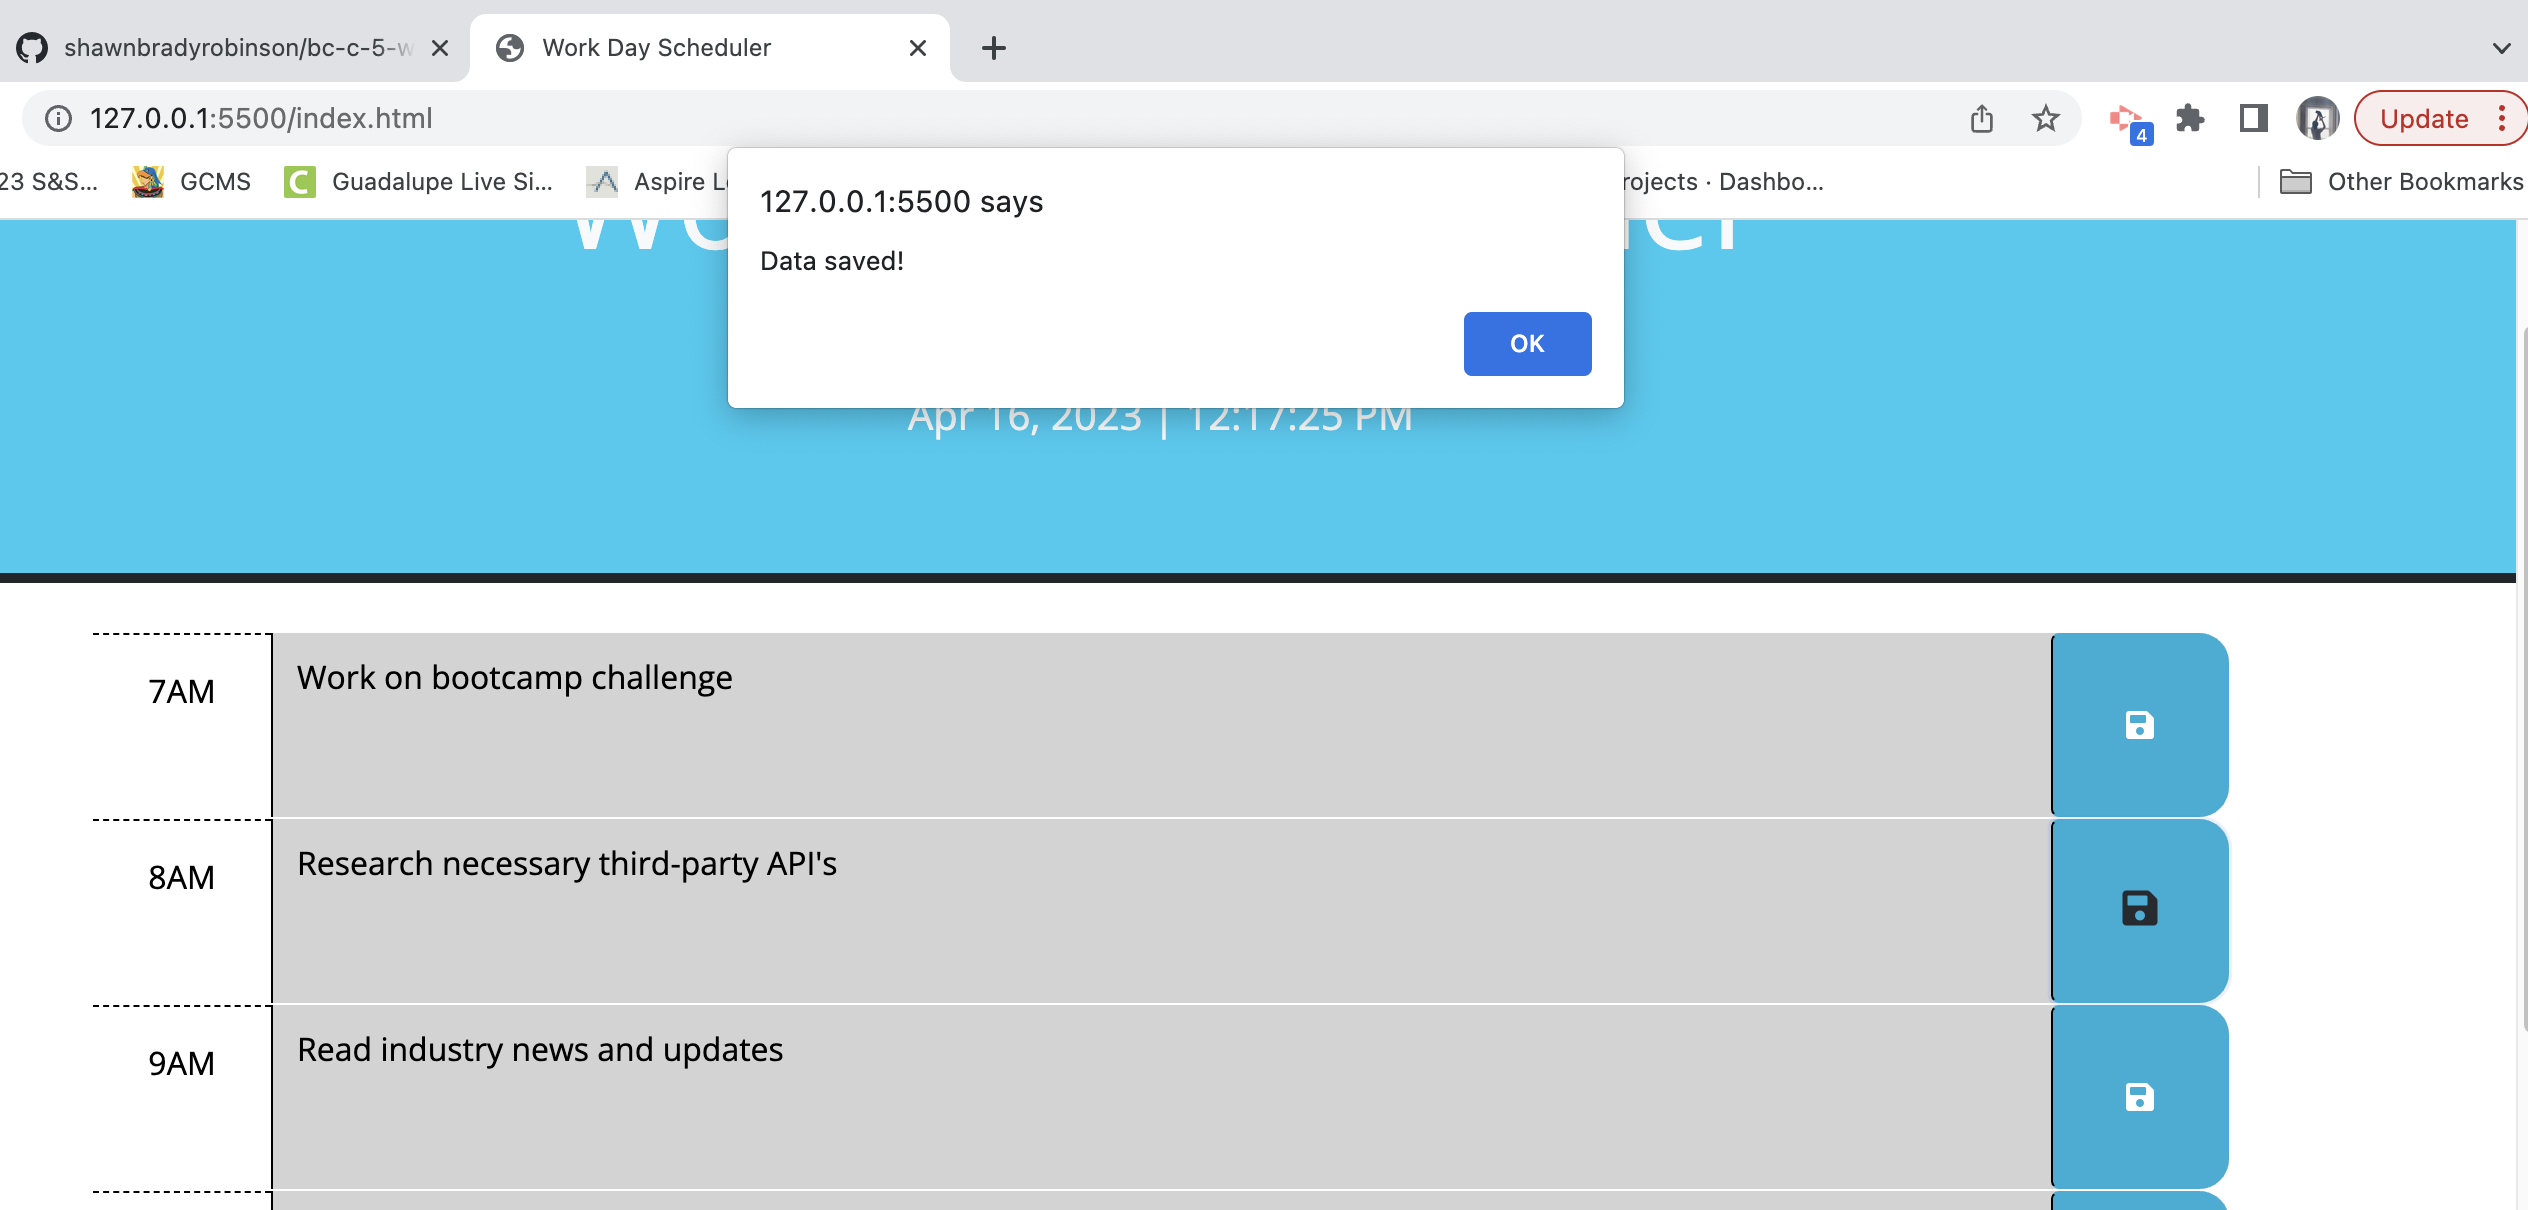 shawnbradyrobinson/bc-c-5-w
Work Day Scheduler
127.0.0.1:5500/index.html
4
Update
23 S&S...
GCMS
Guadalupe Live Si...
Aspire L
rojects · Dashbo...
Other Bookmarks
127.0.0.1:5500 says
Data saved!
OK
Apr 16, 2023 | 12:17:25 PM
7AM
Work on bootcamp challenge
8AM
Research necessary third-party API's
9AM
Read industry news and updates